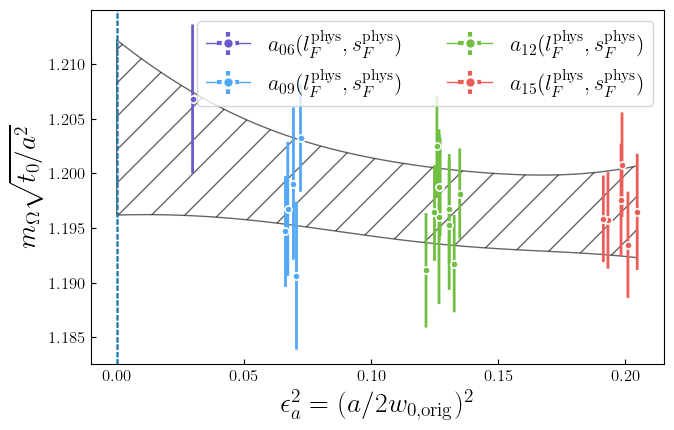 a_{06}(l_F^{phys}, s_F^{phys})
a_{09}(l_F^{phys}, s_F^{phys})
a_{12}(l_F^{phys}, s_F^{phys})
a_{15}(l_F^{phys}, s_F^{phys})
m_Ω√t_0/a^2
1.210
1.205
1.200
1.195
1.190
1.185
0.00 0.05 0.10 0.15 0.20
ϵ_a^2 = (a/2w_{0,orig})^2